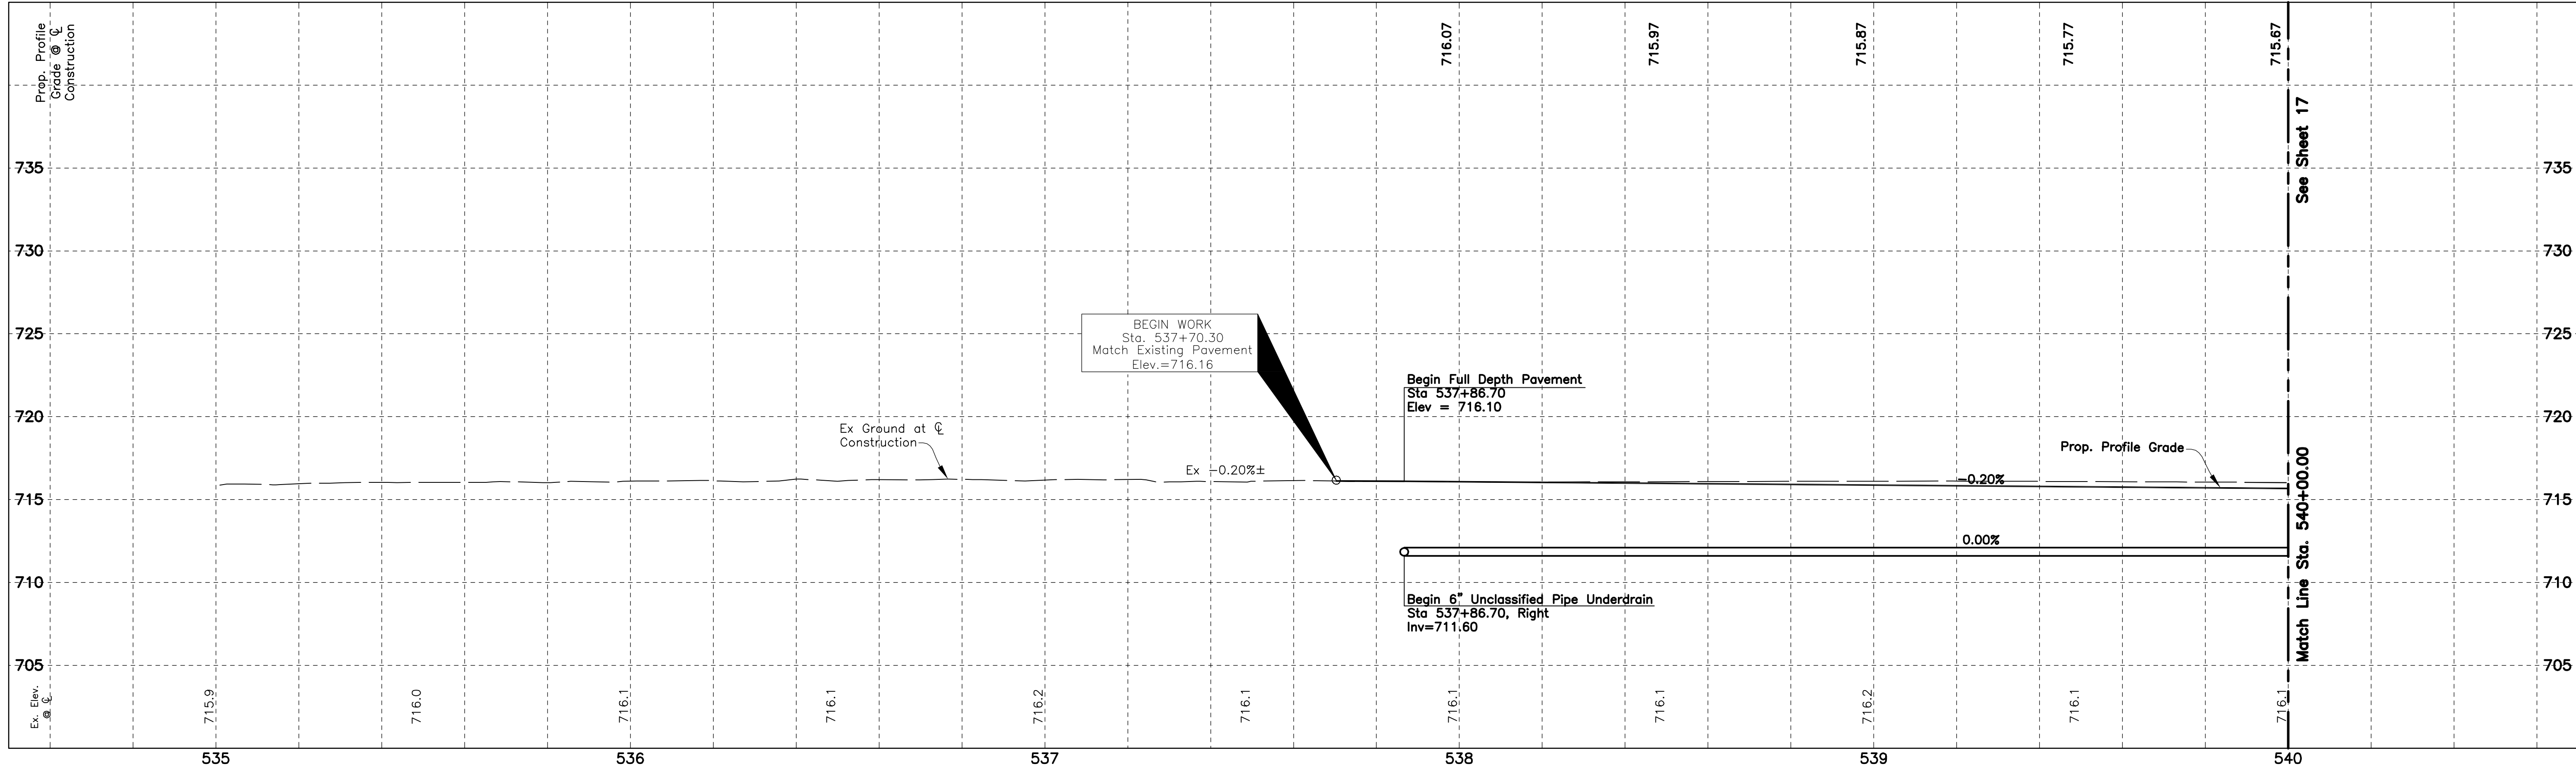 Prop. Profile
Grade @ ℄
Construction
716.07
715.97
715.87
715.77
715.67
See Sheet 17
735
735
730
730
725
725
BEGIN WORK
Sta. 537+70.30
Match Existing Pavement
Elev.=716.16
Begin Full Depth Pavement
Sta 537+86.70
Elev = 716.10
720
720
Ex Ground at ℄
Construction
Ex -0.20%±
Prop. Profile Grade
-0.20%
715
715
0.00%
Match Line Sta. 540+00.00
710
710
Begin 6" Unclassified Pipe Underdrain
Sta 537+86.70, Right
Inv=711.60
705
705
Ex. Elev.
@ ℄
715.9
716.0
716.1
716.1
716.2
716.1
716.1
716.1
716.2
716.1
716.1
535
536
537
538
539
540